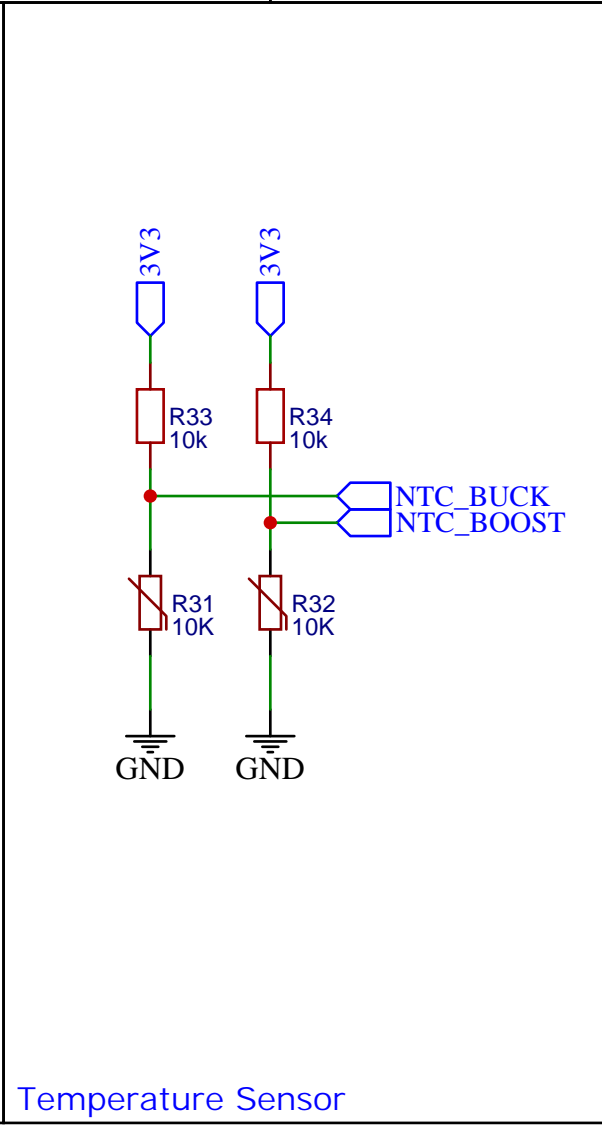 3V3
3V3
R33
10k
R34
10k
NTC_BUCK
NTC_BOOST
R31
10K
R32
10K
GND
GND
Temperature Sensor